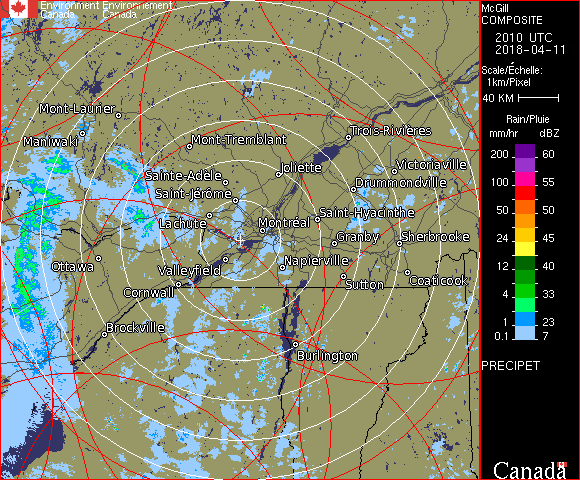 Environment Environnement
Canada Canada
McGill
COMPOSITE
2010 UTC
2018-04-11
Scale/Échelle:
1km/Pixel
40 KM
Rain/Pluie
mm/hr dBZ
200 60
100 55
50 50
24 45
12 40
4 33
1 23
0.1 7
PRECIPET
Canada
Mont-Laurier
Maniwaki
Mont-Tremblant
Trois-Rivières
Sainte-Adèle
Joliette
Victoriaville
Saint-Jérôme
Drummondville
Lachute
Montréal
Saint-Hyacinthe
Granby
Sherbrooke
Ottawa
Valleyfield
Napierville
Cornwall
Sutton
Coaticook
Brockville
Burlington